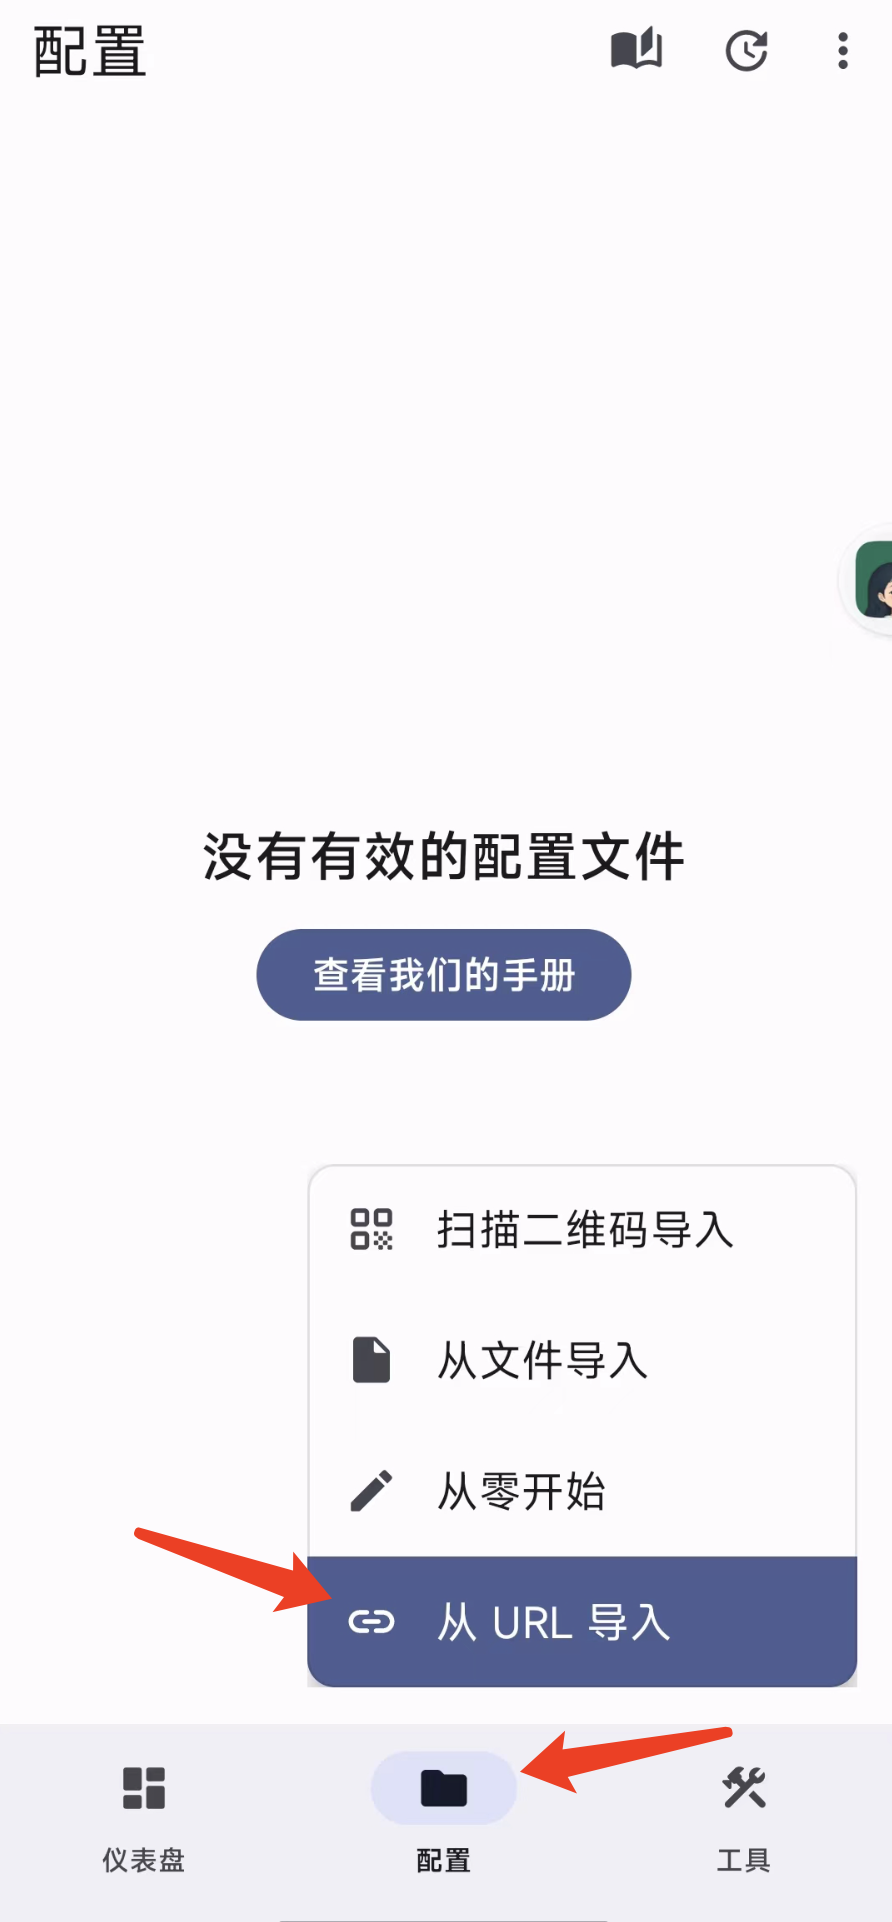 配置
没有有效的配置文件
查看我们的手册
扫描二维码导入
从文件导入
从零开始
从 URL 导入
仪表盘
配置
工具